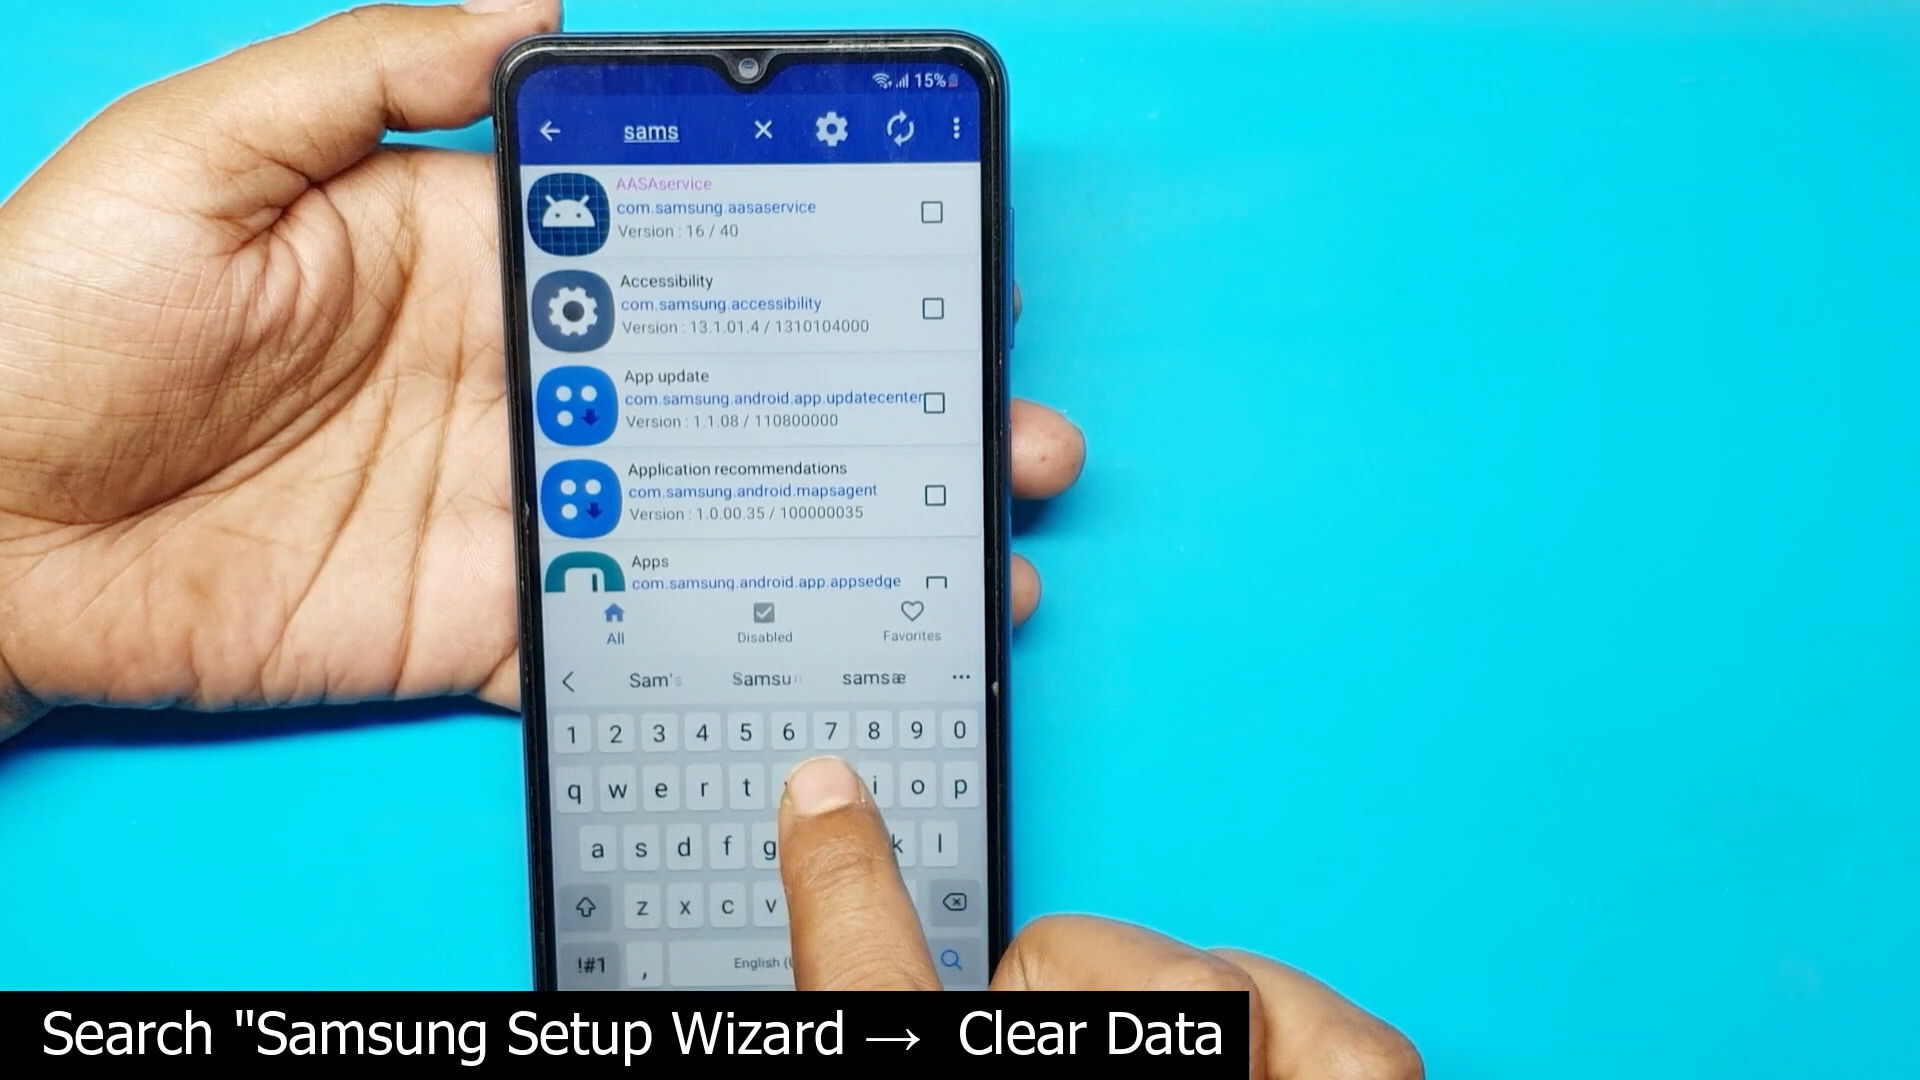 15%
sams
AASAservice
com.samsung.aasaservice
Version : 16 / 40
Accessibility
com.samsung.accessibility
Version : 13.1.01.4 / 1310104000
App update
com.samsung.android.app.updatecenter
Version : 1.1.08 / 110800000
Application recommendations
com.samsung.android.mapsagent
Version : 1.0.00.35 / 100000035
Apps
com.samsung.android.app.appsedge
All Disabled Favorites
Sam's Samsun samsæ
1 2 3 4 5 6 7 8 9 0
q w e r t i o p
a s d f g k l
z x c v
!#1 , English (
Search "Samsung Setup Wizard → Clear Data